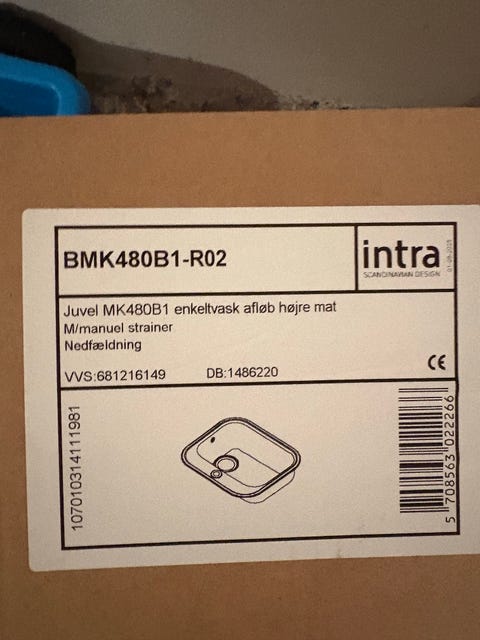 BMK480B1-R02
intra
SCANDINAVIAN DESIGN
Juvel MK480B1 enkeltvask afløb højre mat
M/manuel strainer
Nedfældning
VVS:681216149 DB:1486220
CE
107010314111981
5 708563 022266